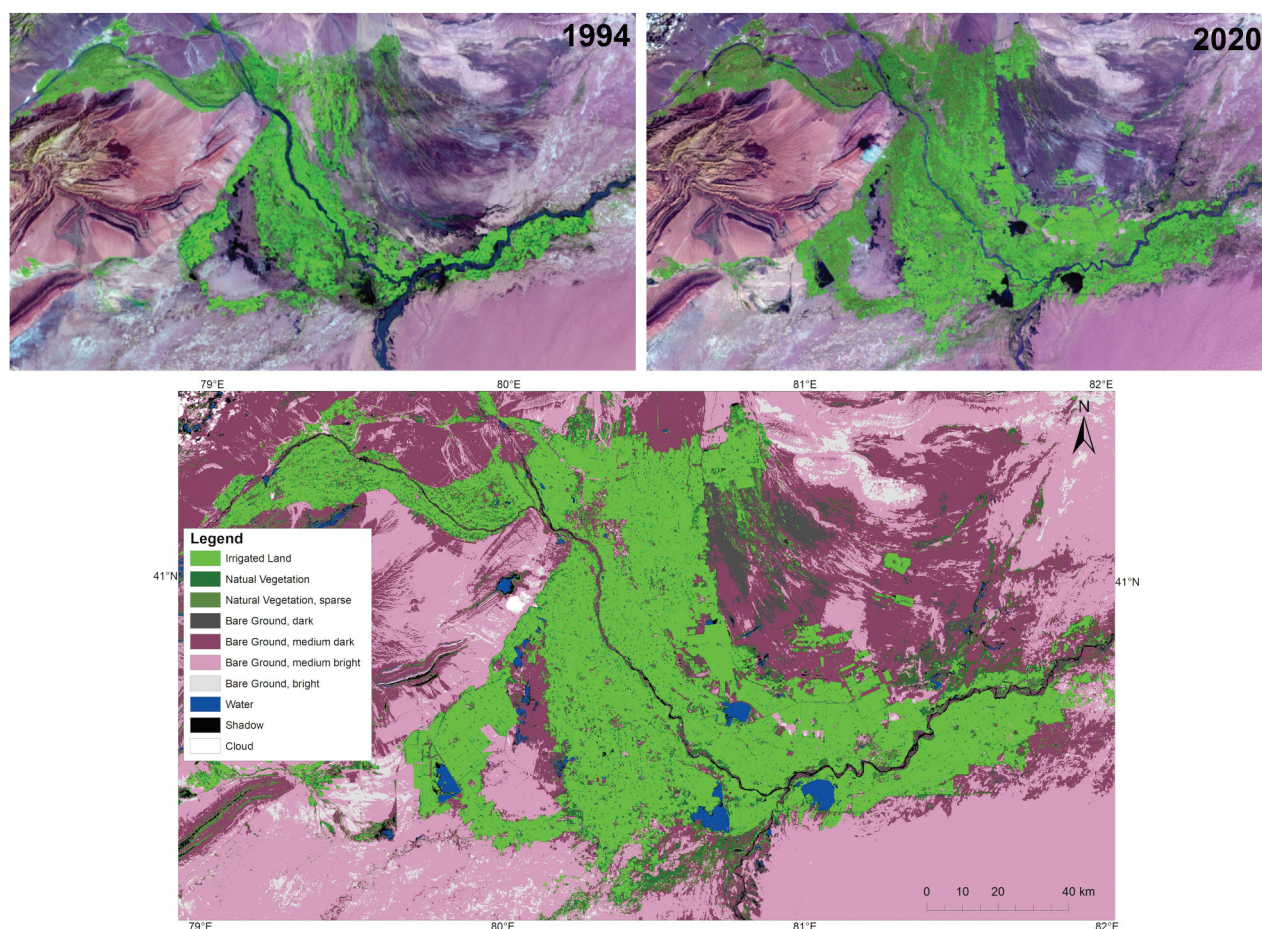 1994
2020
79°E 80°E 81°E 82°E
N
Legend
Irrigated Land
Natual Vegetation
Natural Vegetation, sparse
Bare Ground, dark
Bare Ground, medium dark
Bare Ground, medium bright
Bare Ground, bright
Water
Shadow
Cloud
41°N 41°N
0 10 20 40 km
79°E 80°E 81°E 82°E